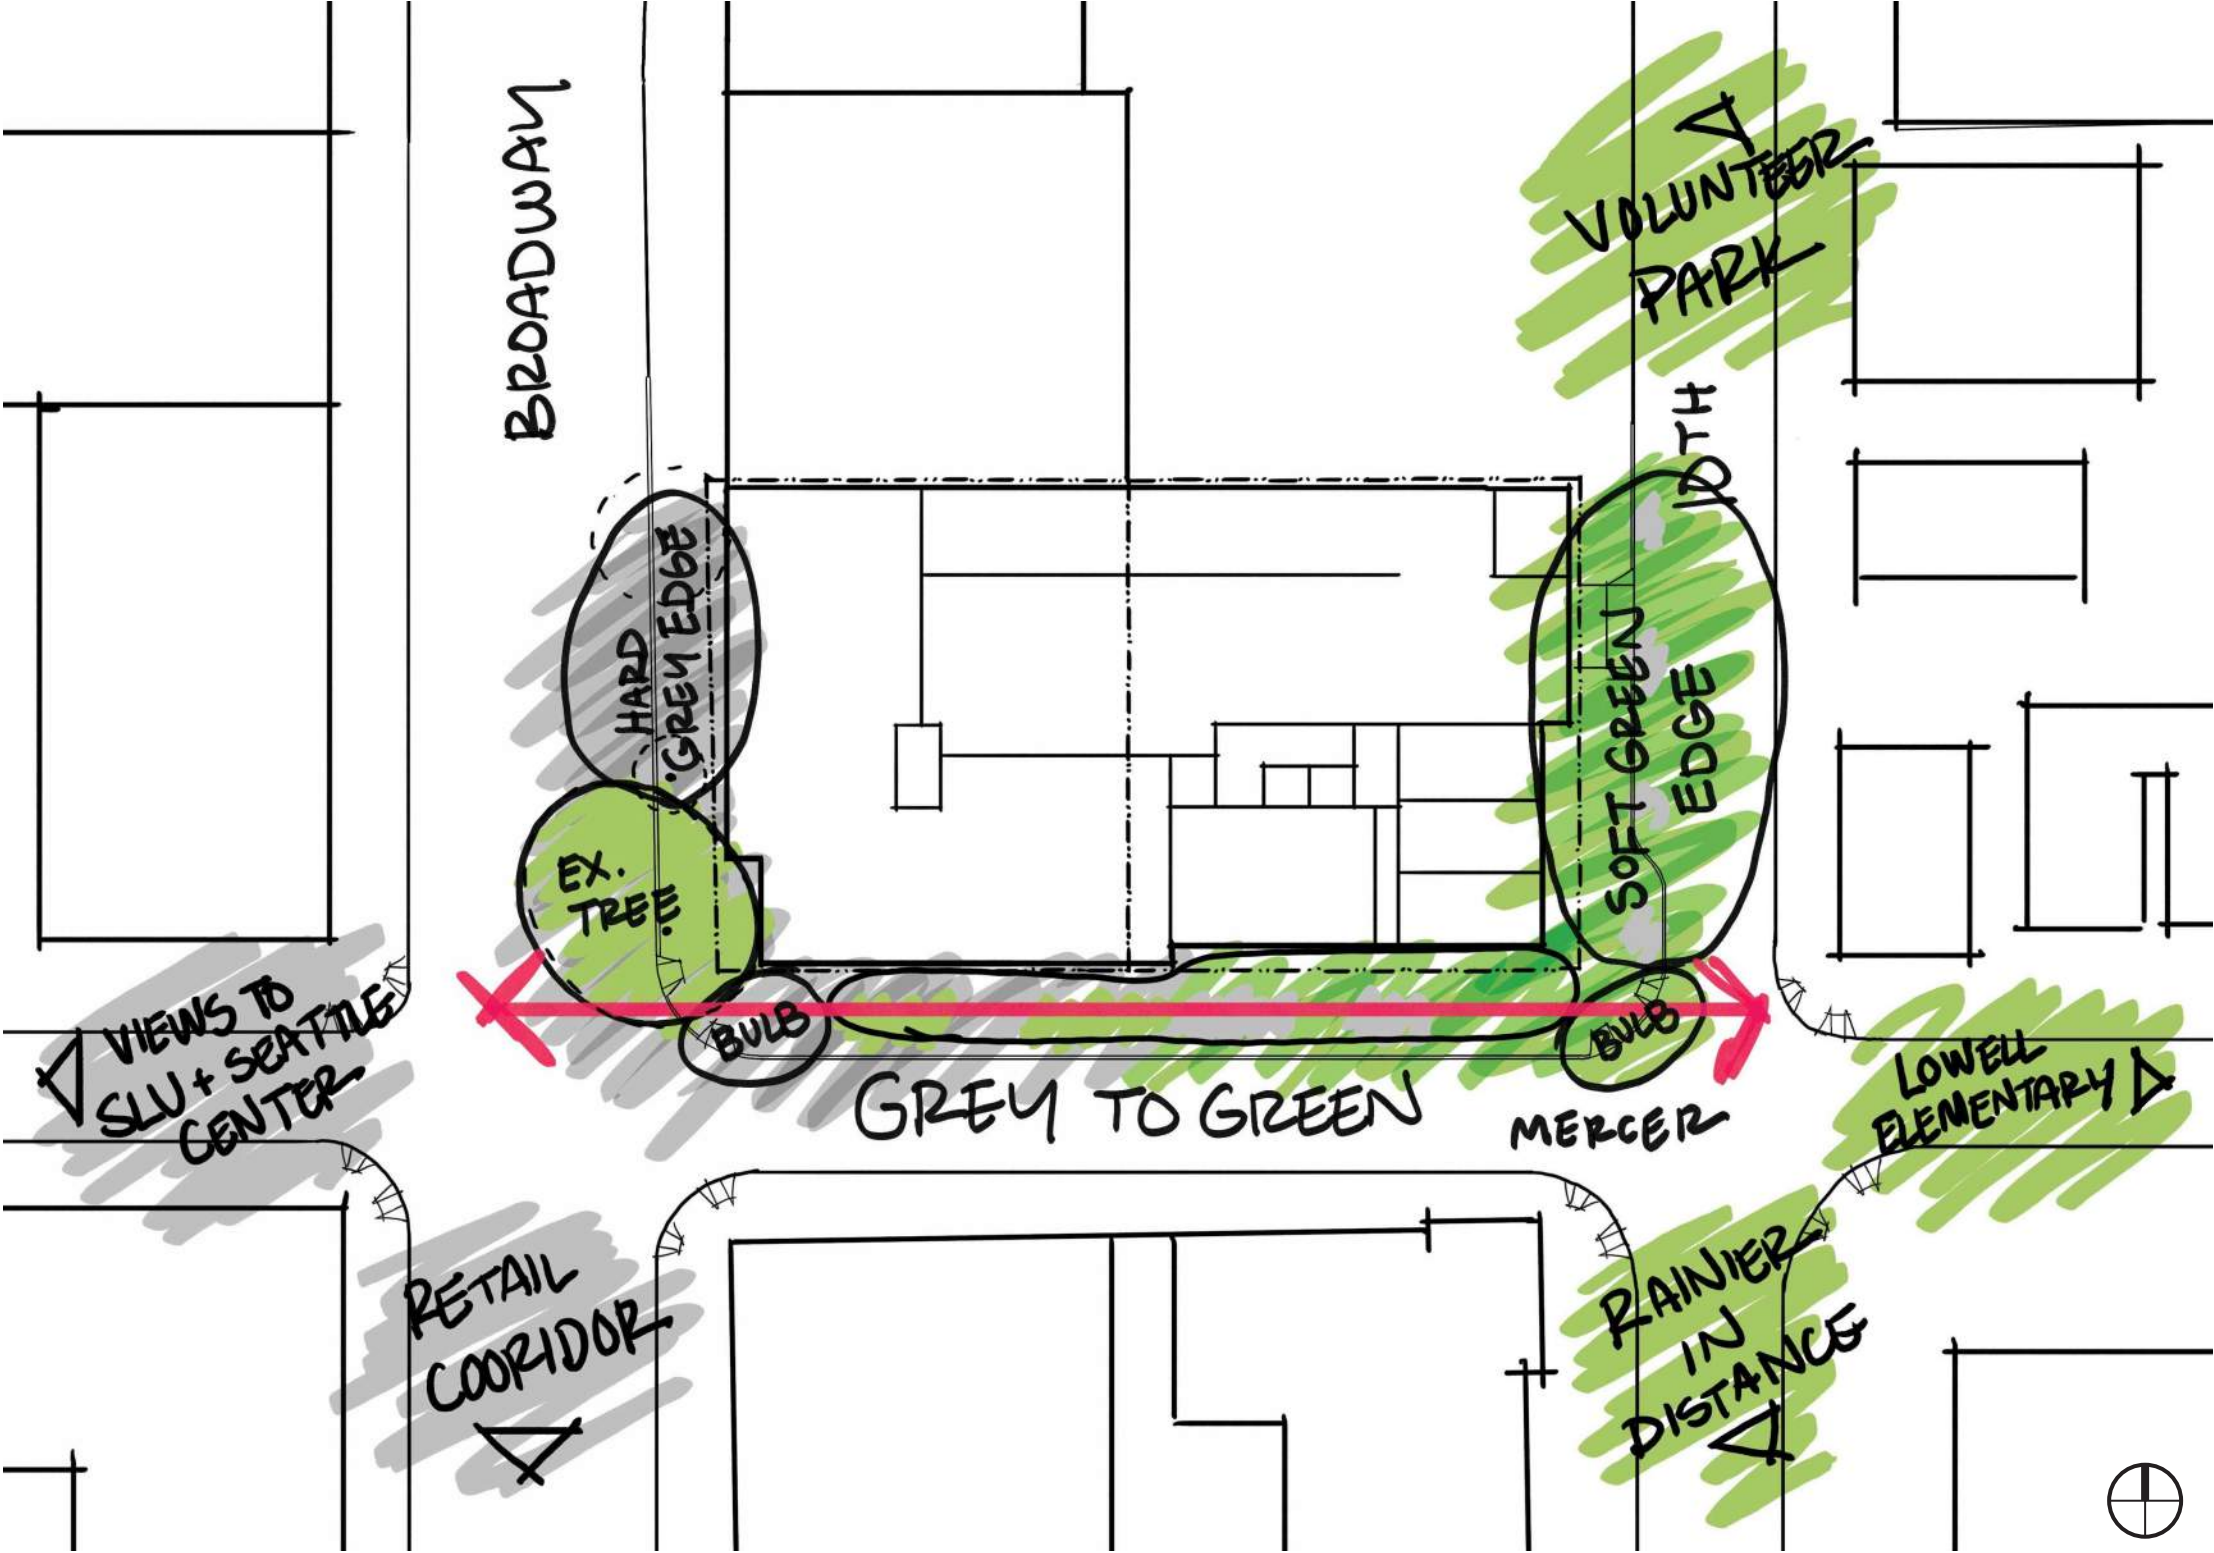 BROADWAY
VOLUNTEER
PARK
10TH
HARD
GREY EDGE
SOFT GREEN
EDGE
EX.
TREE
VIEWS TO
SLU + SEATTLE
CENTER
BULB
BULB
GREY TO GREEN
MERCER
LOWELL
ELEMENTARY
RETAIL
COORIDOR
RAINIER
IN
DISTANCE